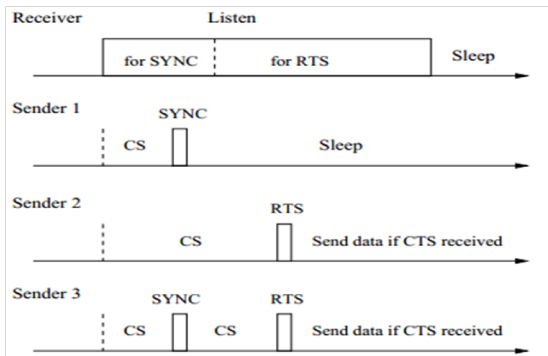 Receiver Listen
for SYNC for RTS Sleep
Sender 1
SYNC
CS Sleep
Sender 2
RTS
CS Send data if CTS received
Sender 3
SYNC RTS
CS CS Send data if CTS received